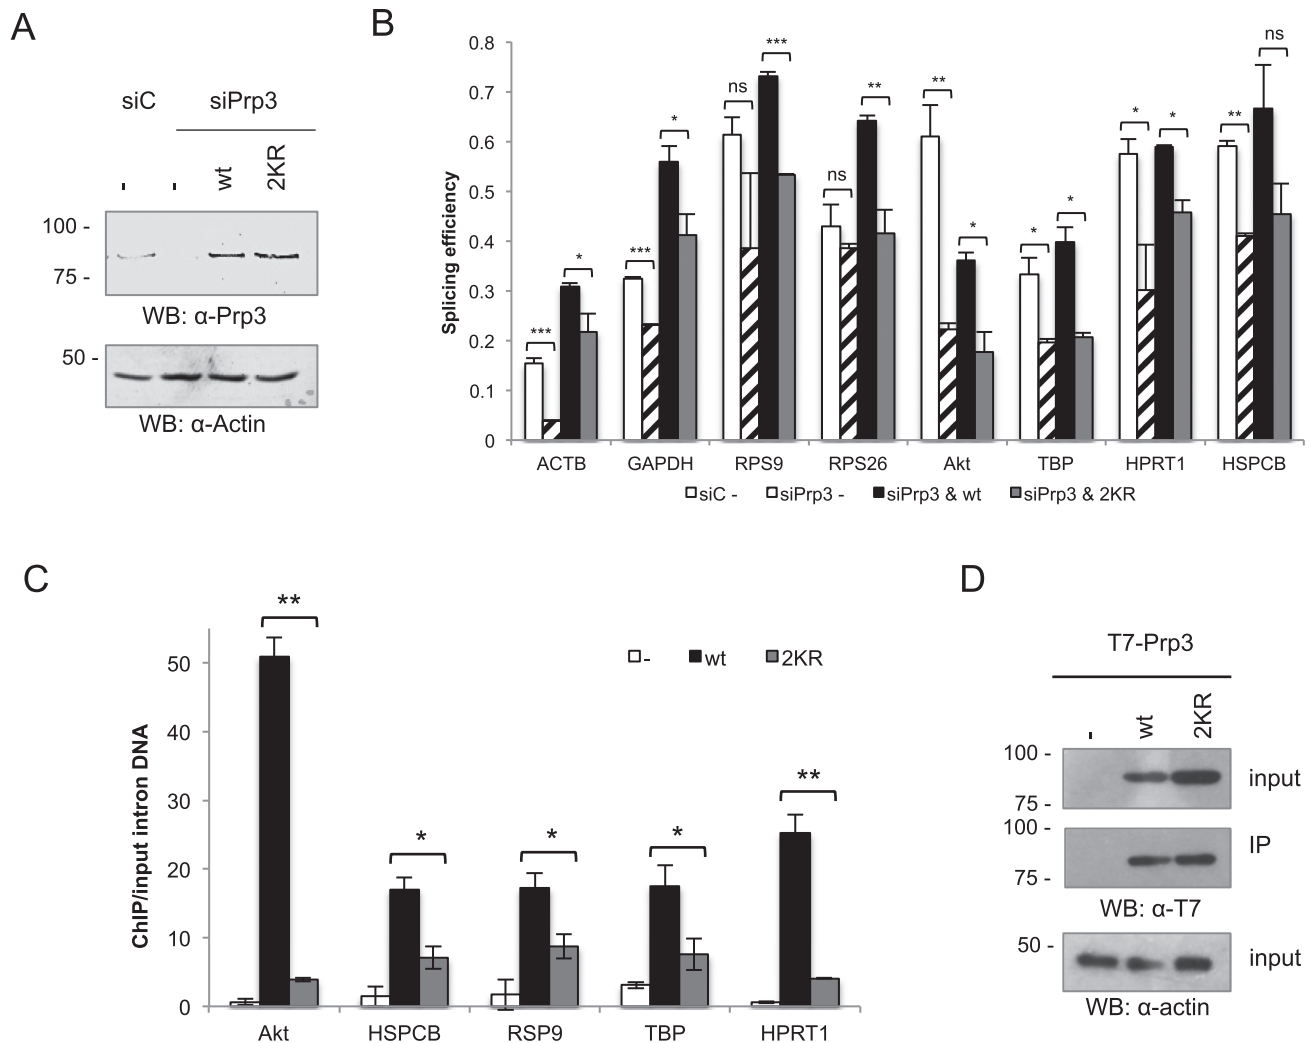 A
siC siPrp3
- - wt 2KR
100 -
75 -
WB: α-Prp3
50 -
WB: α-Actin
B
Splicing efficiency
0.8
0.7
0.6
0.5
0.4
0.3
0.2
0.1
0
*** * *** * ns *** ns ** ** * * * * * ** ns
ACTB GAPDH RPS9 RPS26 Akt TBP HPRT1 HSPCB
siC - siPrp3 - siPrp3 & wt siPrp3 & 2KR
C
ChIP/input intron DNA
50
40
30
20
10
0
** * * * **
- wt 2KR
Akt HSPCB RSP9 TBP HPRT1
D
T7-Prp3
- wt 2KR
100 -
75 -
input
100 -
75 -
IP
WB: α-T7
50 -
input
WB: α-actin